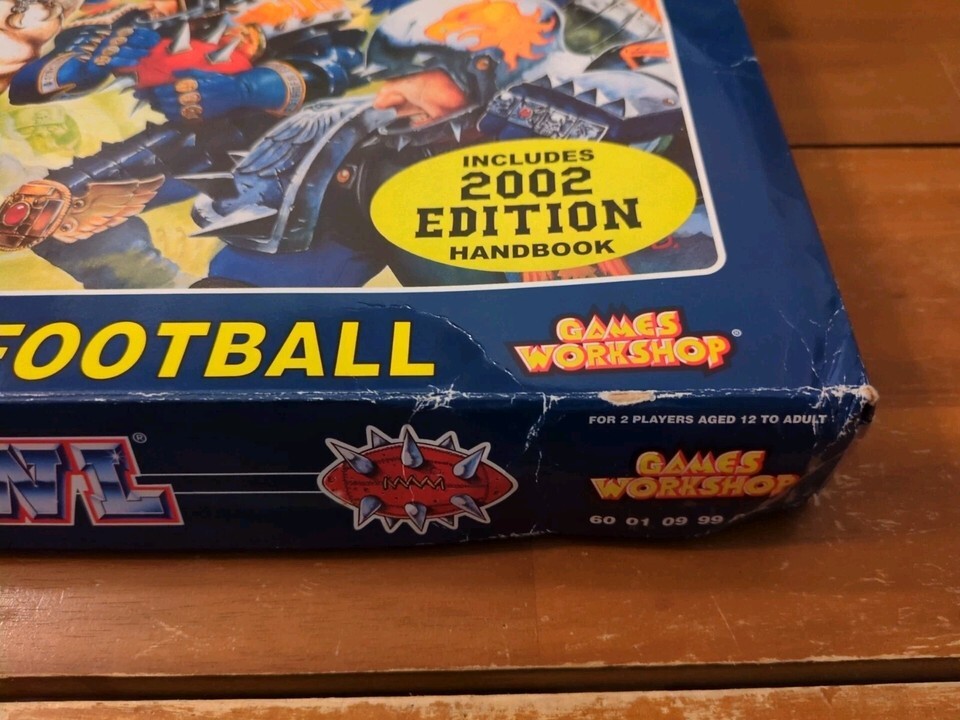 INCLUDES
2002
EDITION
HANDBOOK
FOOTBALL
GAMES
WORKSHOP®
FOR 2 PLAYERS AGED 12 TO ADULT
WL®
GAMES
WORKSHOP
60 01 09 99